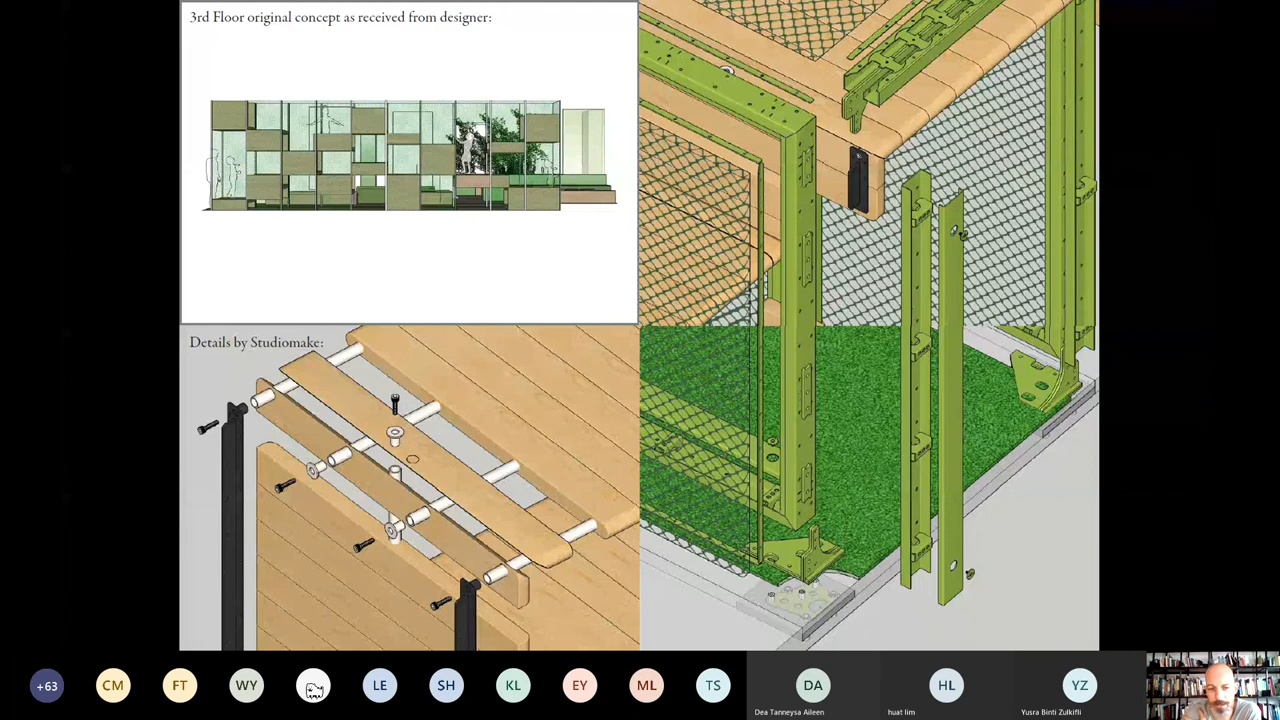 3rd Floor original concept as received from designer:
Details by Studiomake:
+63
CM
FT
WY
LE
SH
KL
EY
ML
TS
DA
HL
YZ
Dea Tanneysa Aileen
huat lim
Yusra Binti Zulkifli